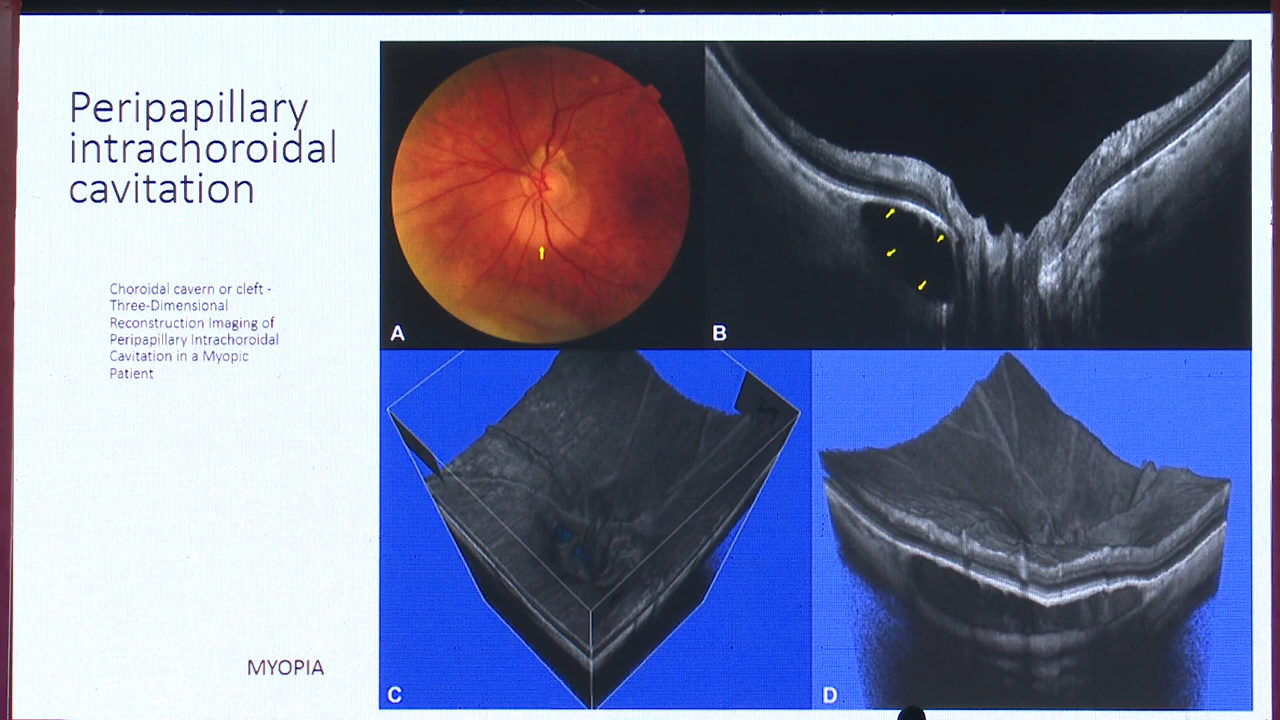 Peripapillary
intrachoroidal
cavitation
Choroidal cavern or cleft -
Three-Dimensional
Reconstruction Imaging of
Peripapillary Intrachoroidal
Cavitation in a Myopic
Patient
MYOPIA
A
B
C
D